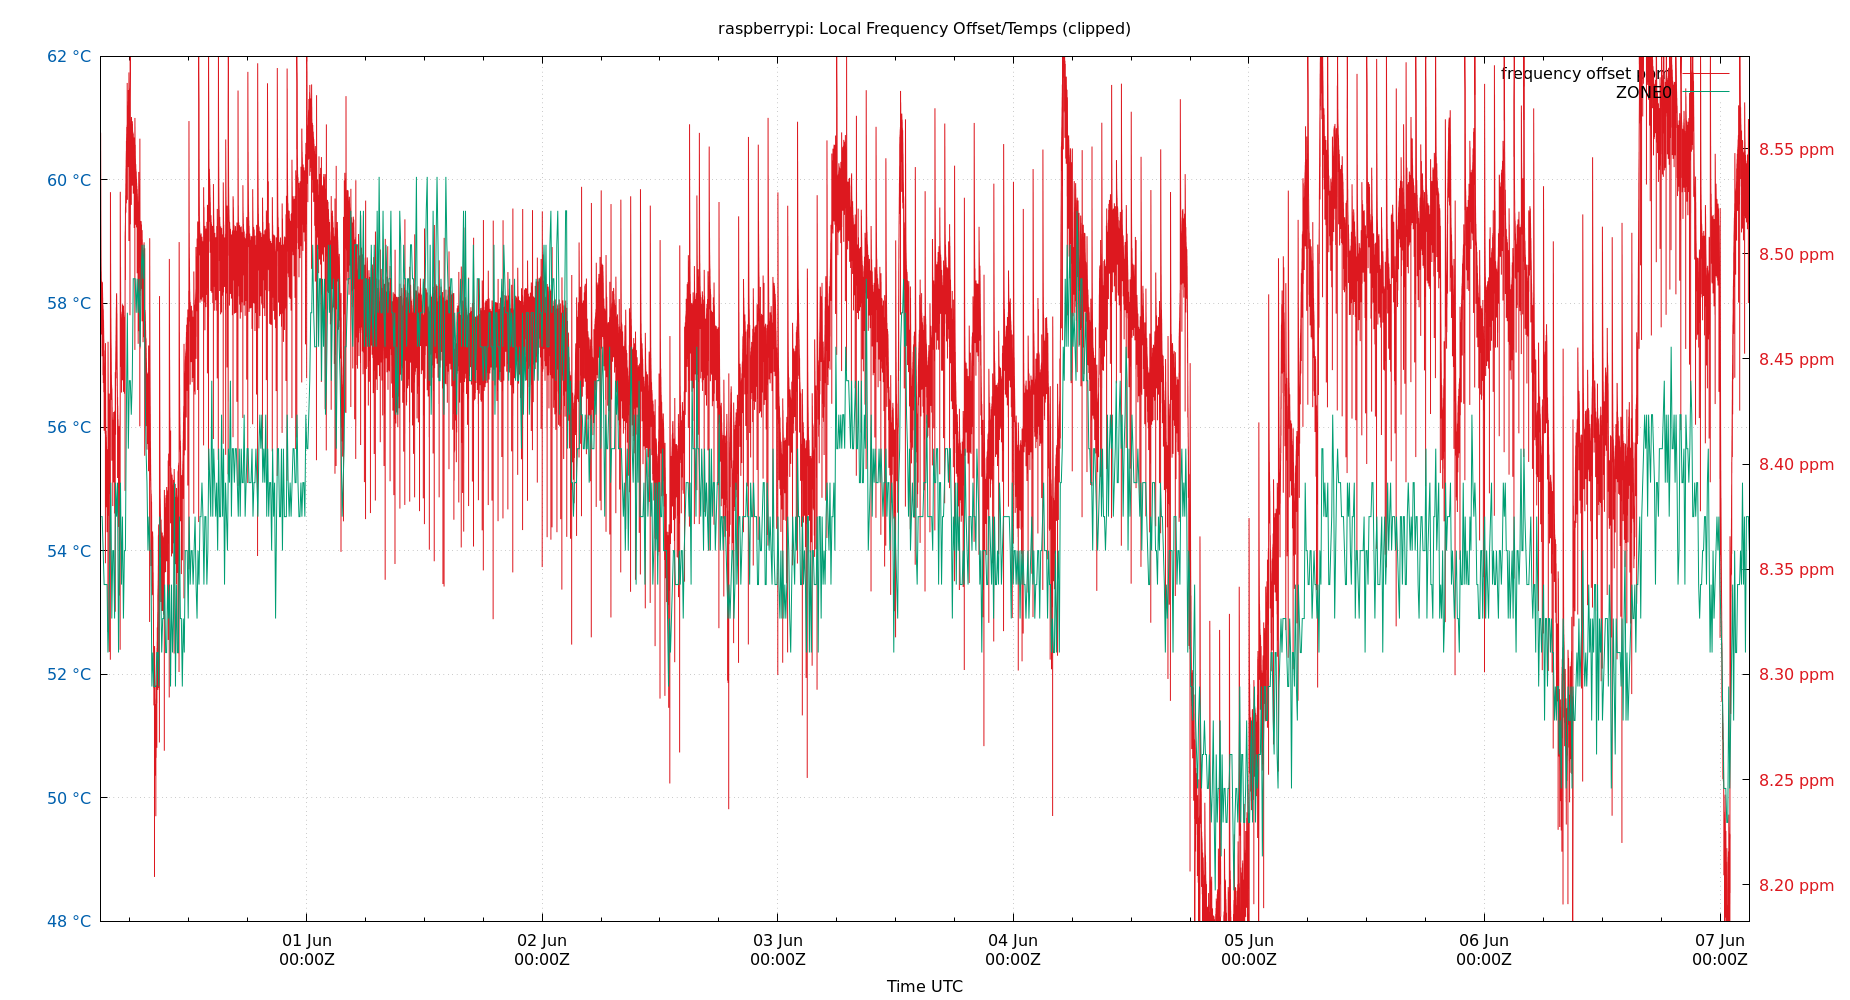 raspberrypi: Local Frequency Offset/Temps (clipped)
62 °C
60 °C
58 °C
56 °C
54 °C
52 °C
50 °C
48 °C
frequency offset ppm
ZONE0
8.55 ppm
8.50 ppm
8.45 ppm
8.40 ppm
8.35 ppm
8.30 ppm
8.25 ppm
8.20 ppm
01 Jun
00:00Z
02 Jun
00:00Z
03 Jun
00:00Z
04 Jun
00:00Z
05 Jun
00:00Z
06 Jun
00:00Z
07 Jun
00:00Z
Time UTC